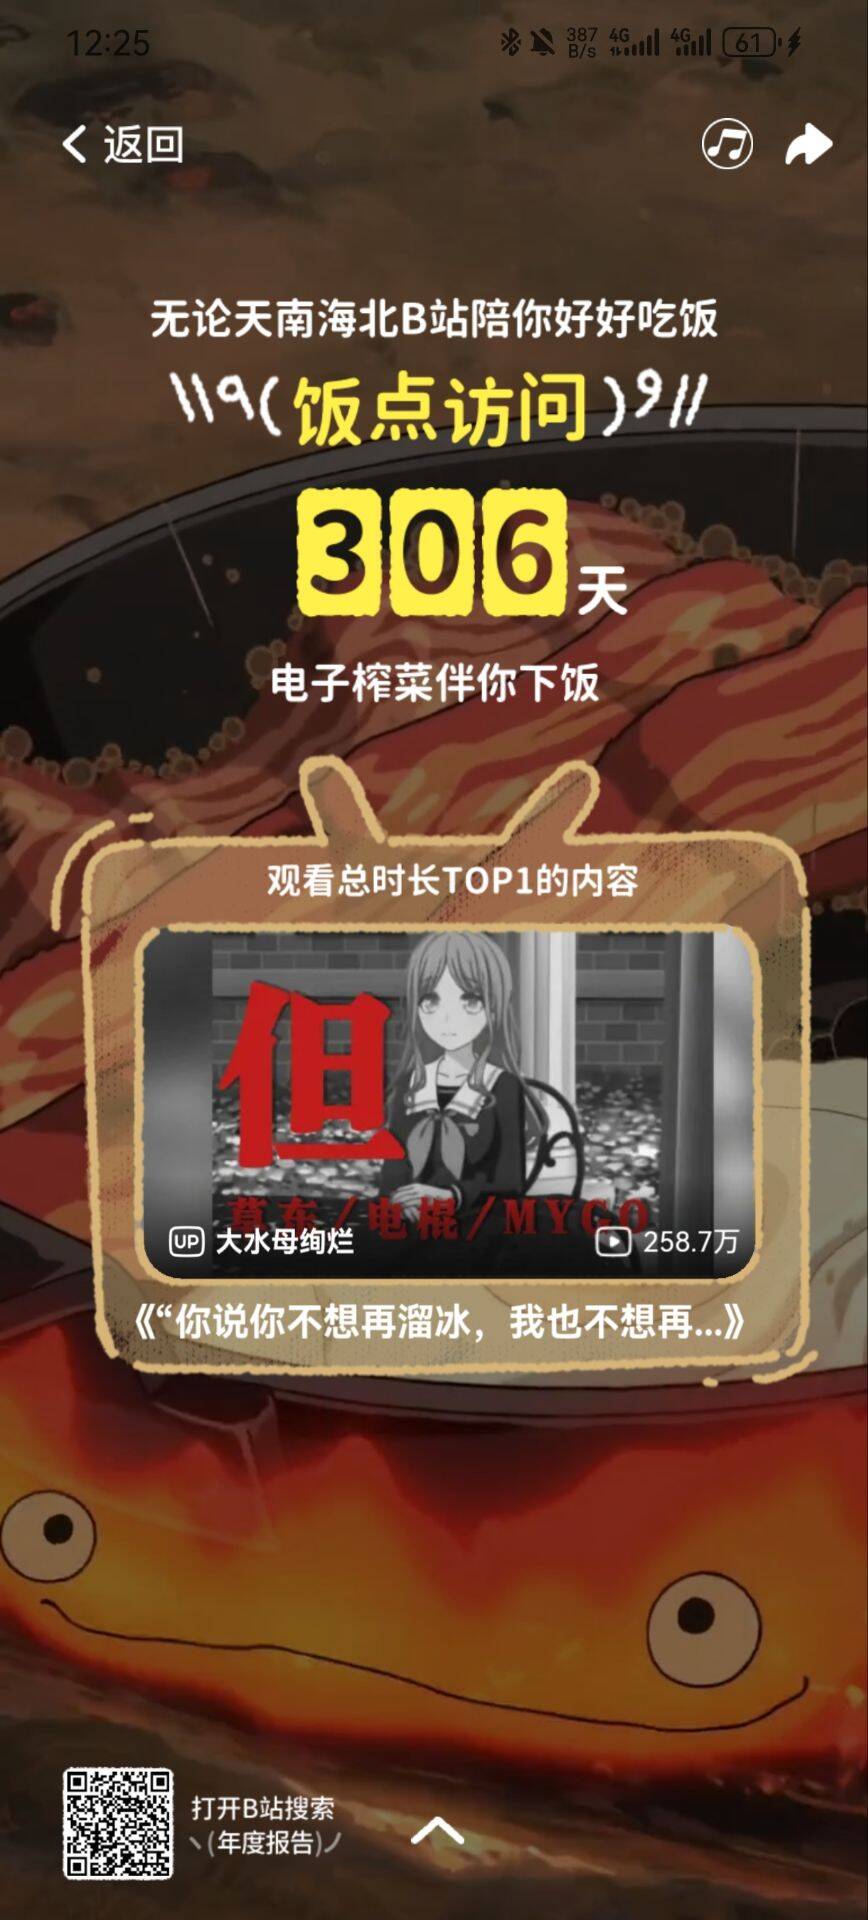 12:25
387 B/s 4G 4G 61
返回
无论天南海北B站陪你好好吃饭
饭点访问
306天
电子榨菜伴你下饭
观看总时长TOP1的内容
但
草东/电棍/MYGO
UP 大水母绚烂 258.7万
《“你说你不想再溜冰，我也不想再...》
打开B站搜索
(年度报告)